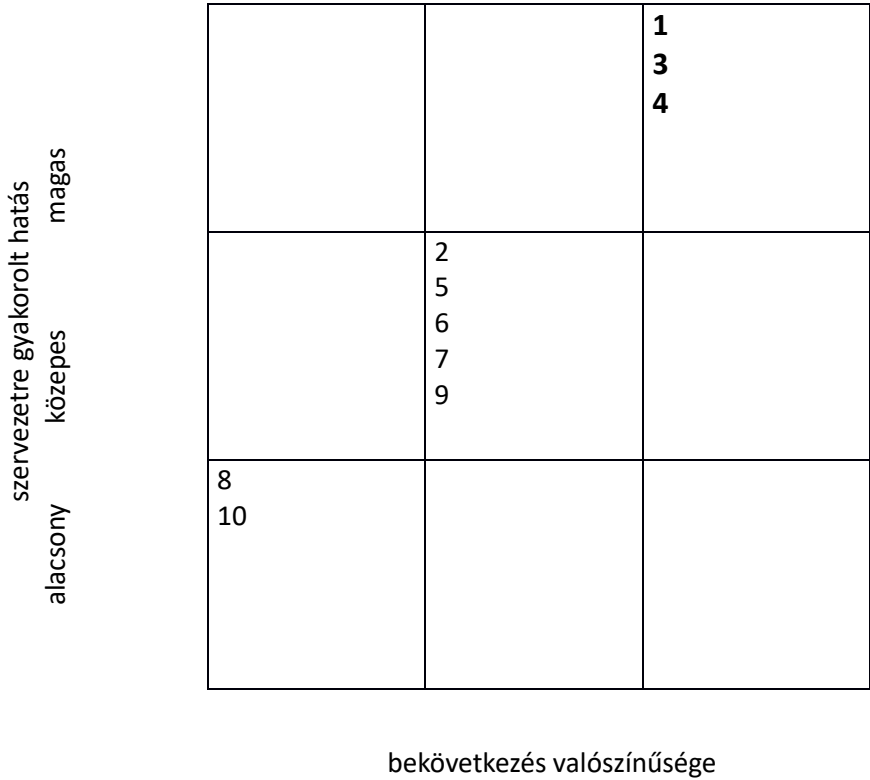 szervezetre gyakorolt hatás
magas
közepes
alacsony
1
3
4
2
5
6
7
9
8
10
bekövetkezés valószínűsége